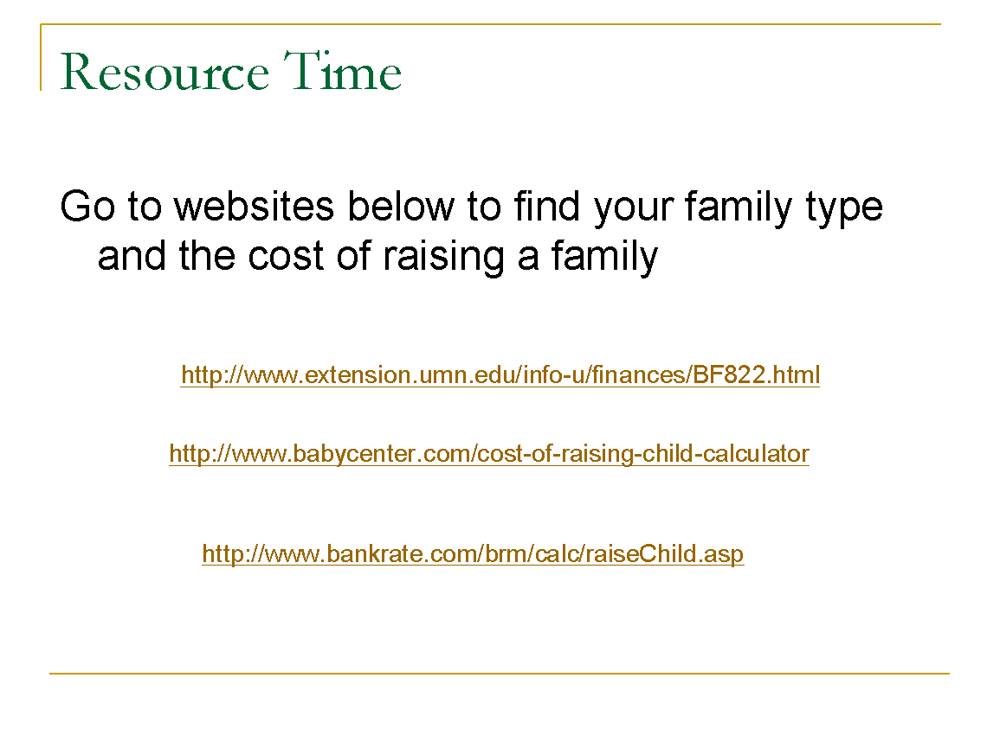 Resource Time
Go to websites below to find your family type
and the cost of raising a family
http://www.extension.umn.edu/info-u/finances/BF822.html
http://www.babycenter.com/cost-of-raising-child-calculator
http://www.bankrate.com/brm/calc/raiseChild.asp